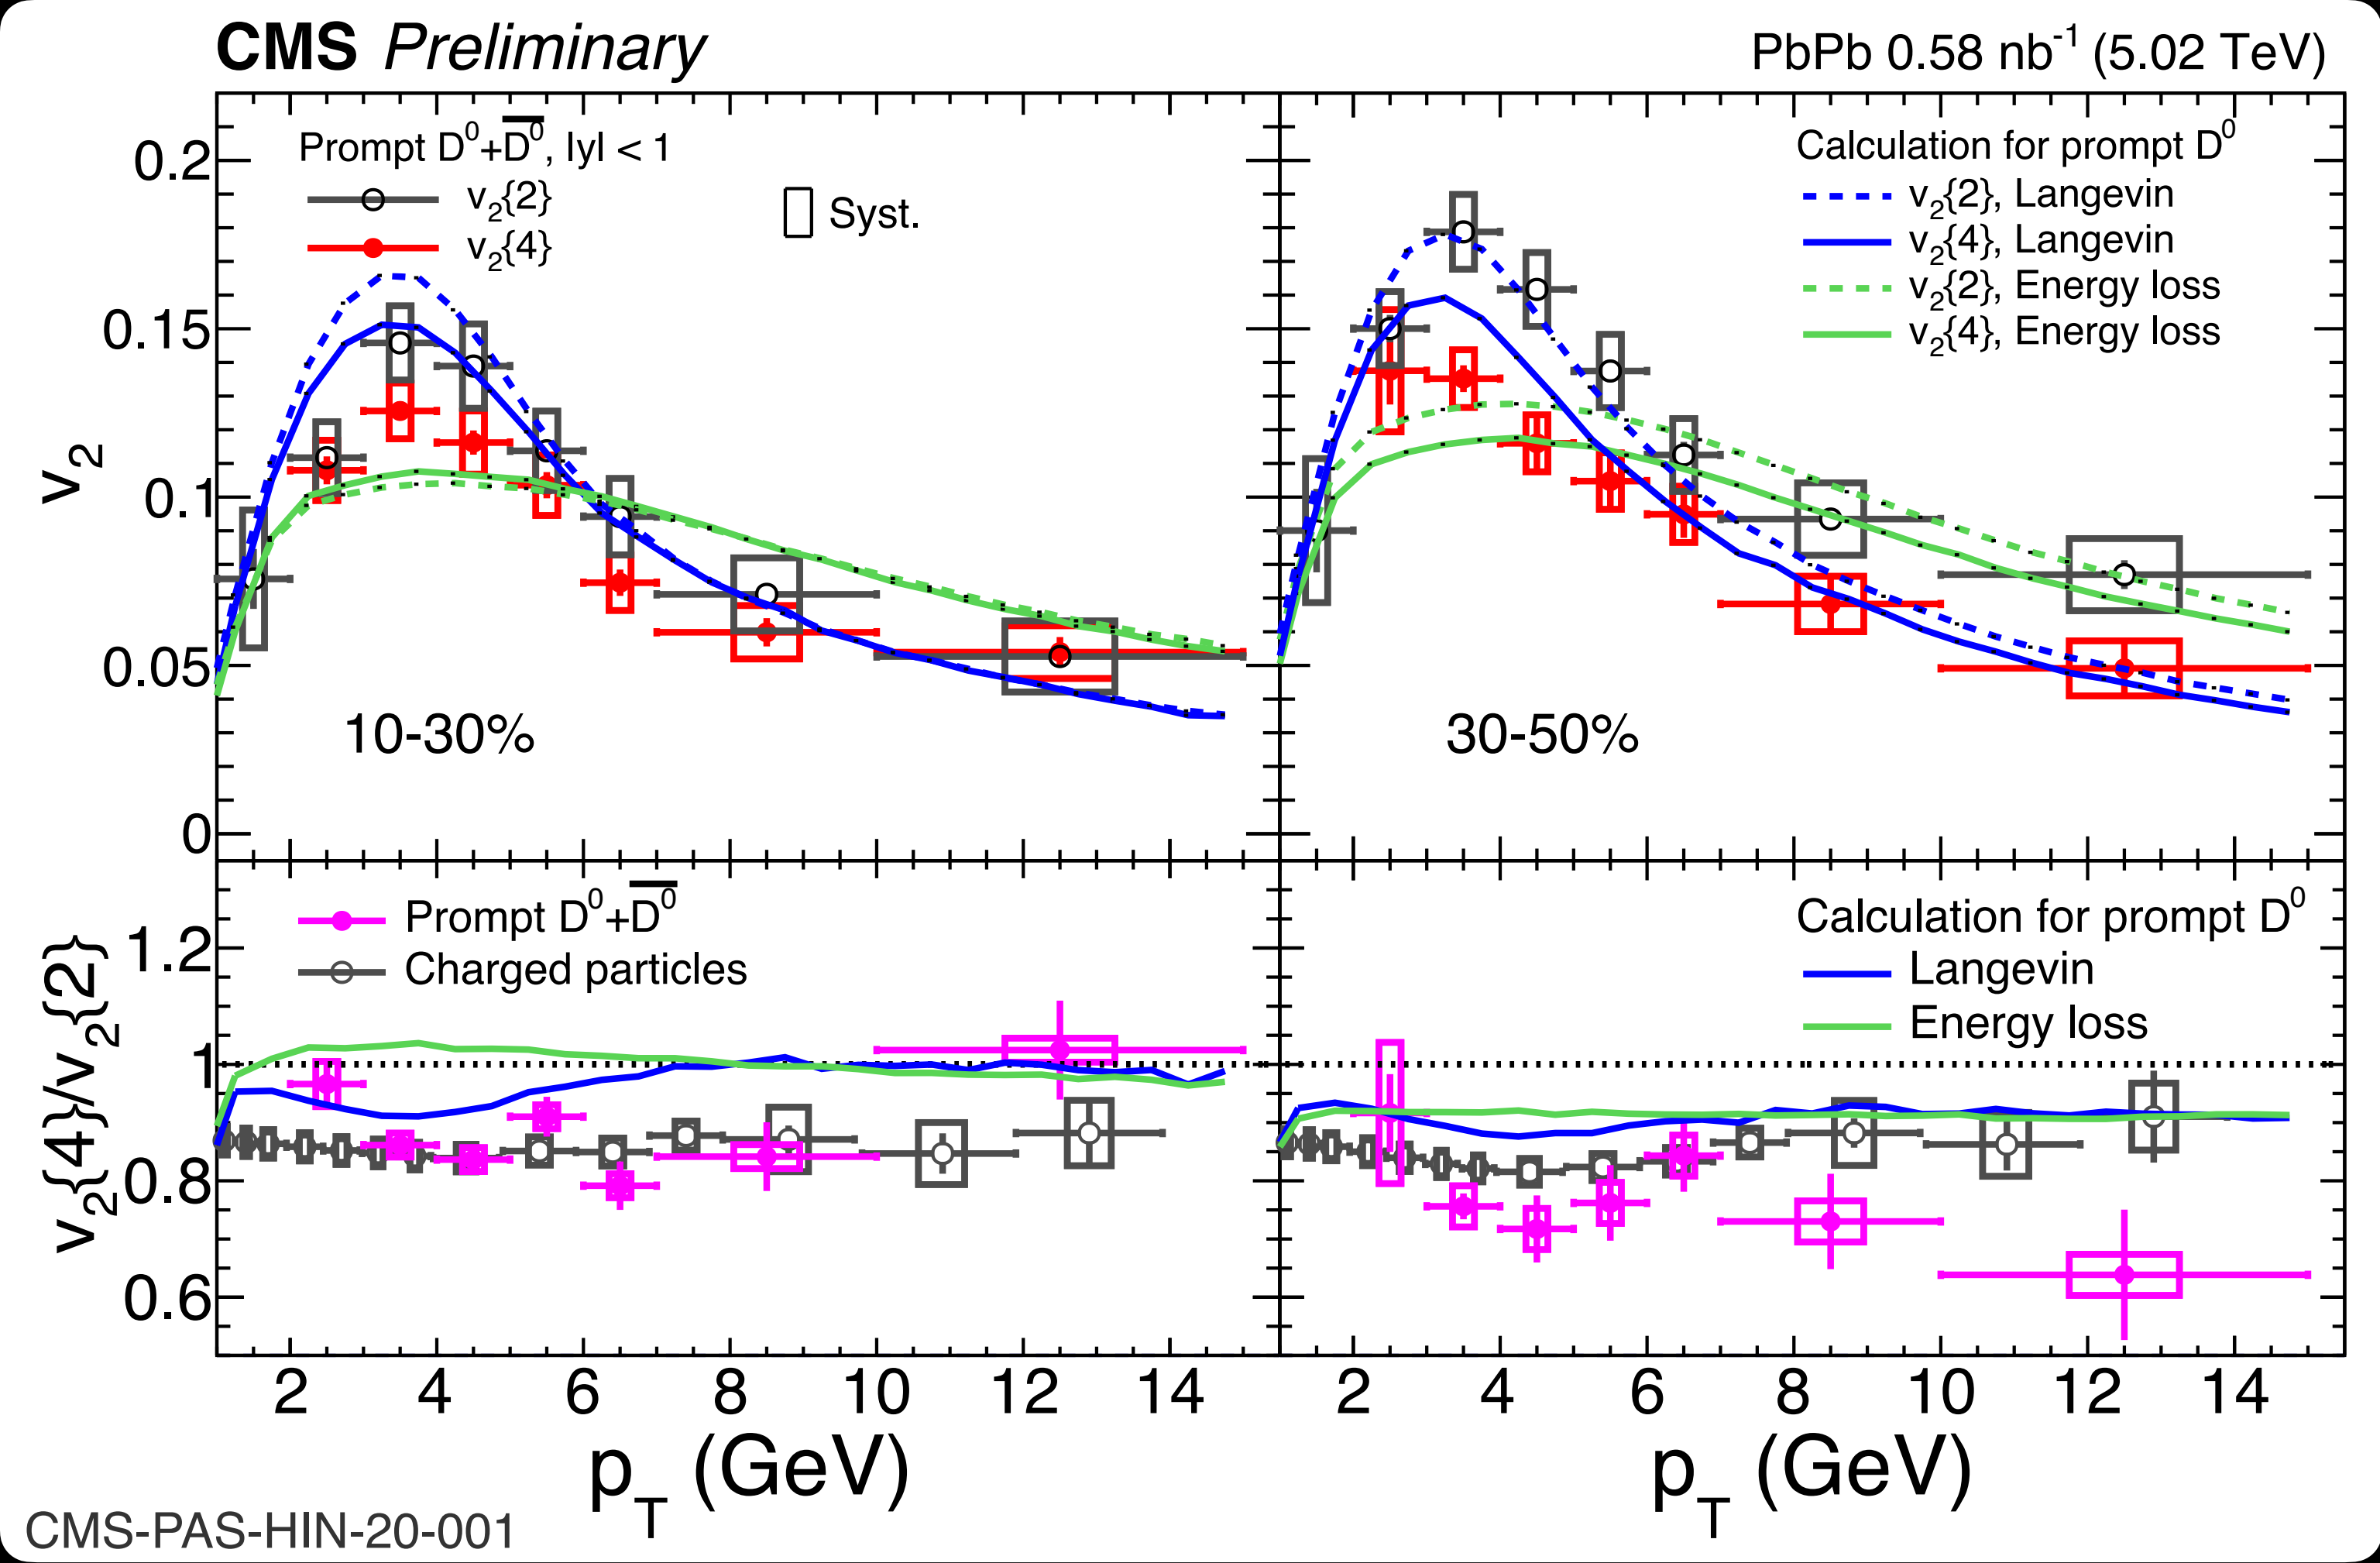 CMS Preliminary
PbPb 0.58 nb⁻¹ (5.02 TeV)
Prompt D⁰+D̅⁰, |y| < 1
v₂{2}
v₂{4}
Syst.
Calculation for prompt D⁰
v₂{2}, Langevin
v₂{4}, Langevin
v₂{2}, Energy loss
v₂{4}, Energy loss
v₂
0.2
0.15
0.1
0.05
0
10-30%
30-50%
Prompt D⁰+D̅⁰
Charged particles
Calculation for prompt D⁰
Langevin
Energy loss
v₂{4}/v₂{2}
1.2
1
0.8
0.6
2 4 6 8 10 12 14
2 4 6 8 10 12 14
p_T (GeV)
p_T (GeV)
CMS-PAS-HIN-20-001